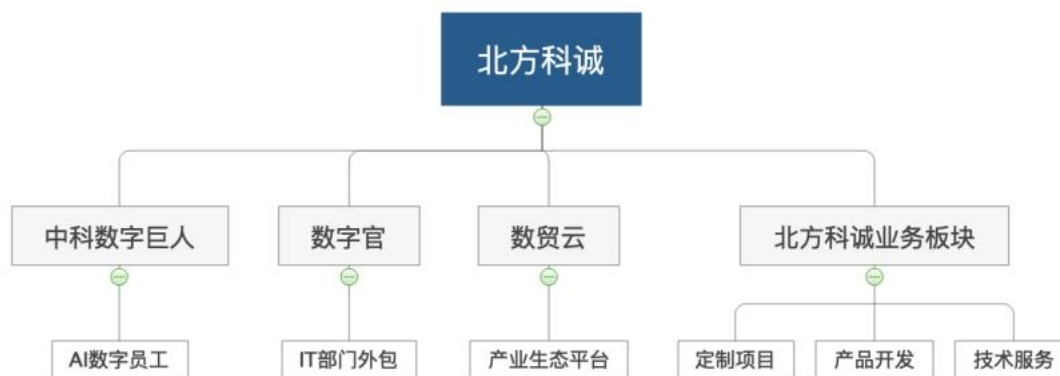 北方科诚
中科数字巨人
数字官
数贸云
北方科诚业务板块
AI数字员工
IT部门外包
产业生态平台
定制项目
产品开发
技术服务